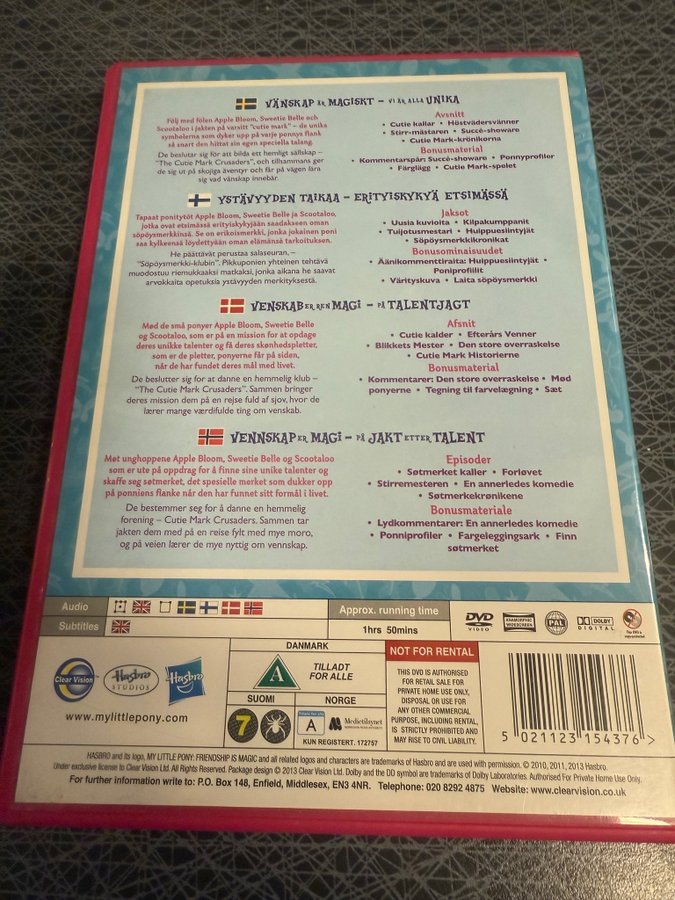 VÄNSKAP ÄR MAGISKT – VI ÄR ALLA UNIKA
Följ med fölen Apple Bloom, Sweetie Belle och
Scootaloo i jakten på varsitt "cutie mark" – de unika
symbolerna som dyker upp på varje ponnys flank
så snart den hittat sin egen speciella talang.
De beslutar sig för att bilda ett hemligt sällskap –
"The Cutie Mark Crusaders", och tillhammans ger
de sig ut på skojiga äventyr och får på vägen lära
sig vad vänskap innebär.
Avsnitt
• Cutie kallar • Höstvädersvänner
• Stirr-mästaren • Succé-showare
• Cutie Mark-krönikorna
Bonusmaterial
• Kommentarspår: Succé-showare • Ponnyprofiler
• Färglägg • Cutie Mark-spelet
YSTÄVYYDEN TAIKAA – ERITYISKYKYÄ ETSIMÄSSÄ
Tapaat ponitytöt Apple Bloom, Sweetie Belle ja Scootaloo,
jotka ovat etsimässä erityiskykyjään saadakseen oman
söpöysmerkkinsä. Se on erikoismerkki, jonka jokainen poni
saa kylkeensä löydettyään oman elämänsä tarkoituksen.
He päättävät perustaa salaseuran, –
"Söpöysmerkki-klubin". Pikkuponien yhteinen tehtävä
muodostuu riemukkaaksi matkaksi, jonka aikana he saavat
arvokkaita opetuksia ystävyyden merkityksestä.
Jaksot
• Uusia kuvioita • Kilpakumppanit
• Tuijotusmestari • Huippuesiintyjät
• Söpöysmerkkikronikat
Bonusominaisuudet
• Äänikommenttiraita: Huippuesiintyjät •
Poniprofiilit
• Värityskuva • Laita söpöysmerkki
VENSKAB ER REN MAGI – PÅ TALENTJAGT
Mød de små ponyer Apple Bloom, Sweetie Belle
og Scootaloo, som er på en mission for at opdage
deres unikke talenter og få deres skønhedspletter,
som er de pletter, ponyerne får på siden,
når de har fundet deres mål med livet.
De beslutter sig for at danne en hemmelig klub –
"The Cutie Mark Crusaders". Sammen bringer
deres mission dem på en rejse fuld af sjov, hvor de
lærer mange værdifulde ting om venskab.
Afsnit
• Cutie kalder • Efterårs Venner
• Blikkets Mester • Den store overraskelse
• Cutie Mark Historierne
Bonusmaterial
• Kommentarer: Den store overraskelse • Mød
ponyerne • Tegning til farvelægning • Sæt
VENNSKAP ER MAGI – PÅ JAKT ETTER TALENT
Møt unghoppene Apple Bloom, Sweetie Belle og Scootaloo
som er ute på oppdrag for å finne sine unike talenter og
skaffe seg søtmerket, det spesielle merket som dukker opp
på ponniens flanke når den har funnet sitt formål i livet.
De bestemmer seg for å danne en hemmelig
forening – Cutie Mark Crusaders. Sammen tar
jakten dem med på en reise fylt med mye moro,
og på veien lærer de mye nyttig om vennskap.
Episoder
• Søtmerket kaller • Forløvet
• Stirremesteren • En annerledes komedie
• Søtmerkekrønikene
Bonusmateriale
• Lydkommentarer: En annerledes komedie
• Ponniprofiler • Fargeleggingsark • Finn
søtmerket
Audio
Subtitles
Approx. running time
1hrs 50mins
DVD VIDEO
ANAMORPHIC WIDESCREEN
PAL
DOLBY DIGITAL
Clear Vision
Hasbro STUDIOS
Hasbro
www.mylittlepony.com
DANMARK
A
TILLADT FOR ALLE
SUOMI
7
NORGE
A
Medietilsynet
KUN REGISTERT. 172757
NOT FOR RENTAL
THIS DVD IS AUTHORISED
FOR RETAIL SALE FOR
PRIVATE HOME USE ONLY,
DISPOSAL OR USE FOR
ANY OTHER COMMERCIAL
PURPOSE, INCLUDING RENTAL,
IS STRICTLY PROHIBITED AND
MAY RISE TO CIVIL LIABILITY.
5 021123 154376 >
HASBRO and its logo, MY LITTLE PONY: FRIENDSHIP IS MAGIC and all related logos and characters are trademarks of Hasbro and are used with permission. © 2010, 2011, 2013 Hasbro.
Under exclusive license to Clear Vision Ltd. All Rights Reserved. Package design © 2013 Clear Vision Ltd. Dolby and the DD symbol are trademarks of Dolby Laboratories. Authorised For Private Home Use Only.
For further information write to: P.O. Box 148, Enfield, Middlesex, EN3 4NR. Telephone: 020 8292 4875 Website: www.clearvision.co.uk